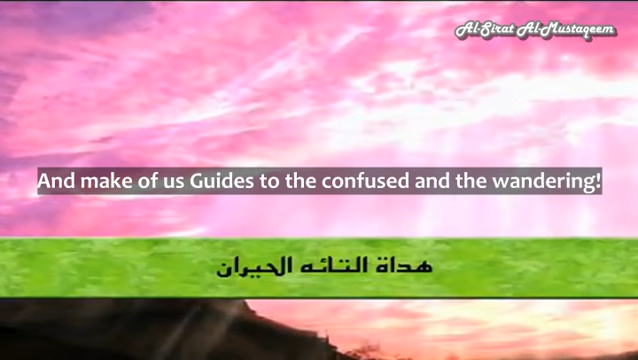 Al-Sirat Al-Mustaqeem
And make of us Guides to the confused and the wandering!
هداة التائه الحيران